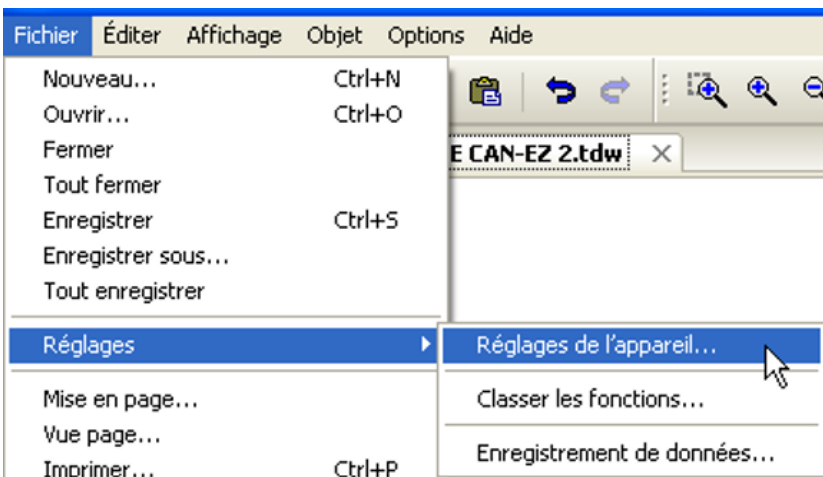 Fichier Éditer Affichage Objet Options Aide
Nouveau... Ctrl+N
Ouvrir... Ctrl+O
Fermer
E CAN-EZ 2.tdw
Tout fermer
Enregistrer Ctrl+S
Enregistrer sous...
Tout enregistrer
Réglages
Réglages de l'appareil...
Mise en page...
Classer les fonctions...
Vue page...
Enregistrement de données...
Imprimer... Ctrl+P